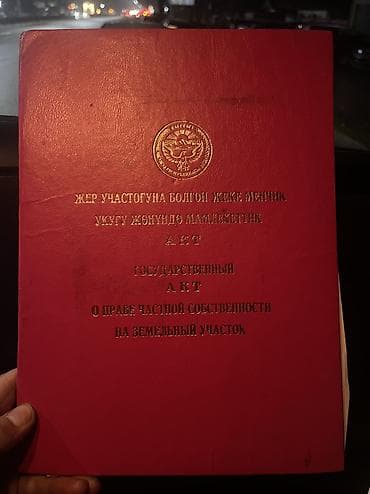 ЖЕР УЧАСТОГУНА БОЛГОН ЖЕКЕ МЕНЧИК
УКУГУ ЖӨНҮНДӨ МАМЛЕКЕТТИК
АКТ
ГОСУДАРСТВЕННЫЙ
АКТ
О ПРАВЕ ЧАСТНОЙ СОБСТВЕННОСТИ
НА ЗЕМЕЛЬНЫЙ УЧАСТОК